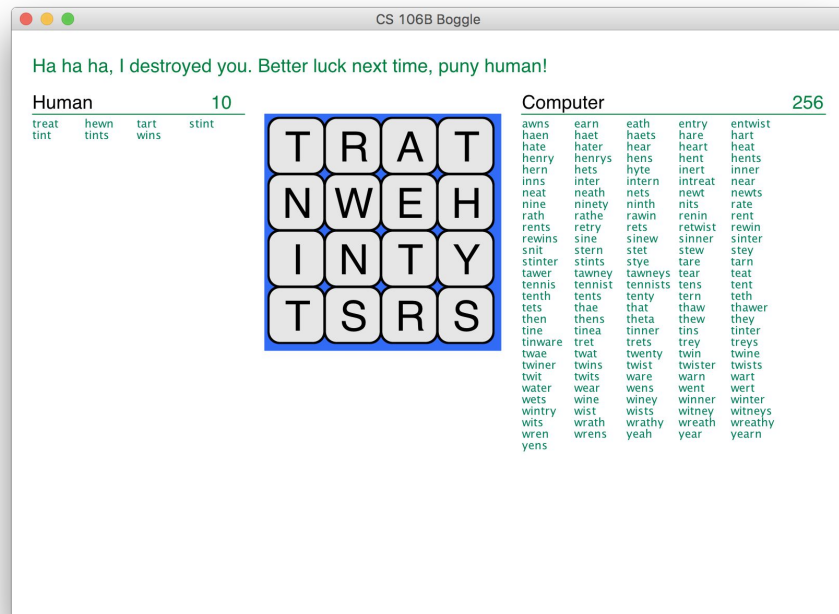 CS 106B Boggle
Ha ha ha, I destroyed you. Better luck next time, puny human!
Human 10
treat hewn tart stint
tint tints wins
T R A T
N W E H
I N T Y
T S R S
Computer 256
awns earn eath entry entwist
haen haet haets hare hart
hate hater hear heart heat
henry henrys hens hent hents
hern hets hyte inert inner
inns inter intern intreat near
neat neath nets newt newts
nine ninety ninth nits rate
rath rathe rawin renin rent
rents retry rets retwist rewin
rewins sine sinew sinner sinter
snit stern stet stew stey
stinter stints stye tare tarn
tawer tawney tawneys tear teat
tennis tennist tennists tens tent
tenth tents tenty tern teth
tets thae that thaw thawer
then thens theta thew they
tine tinea tinner tins tinter
tinware tret trets trey treys
twae twat twenty twin twine
twiner twins twist twister twists
twit twits ware warn wart
water wear wens went wert
wets wine winey winner winter
wintry wist wists witney witneys
wits wrath wrathy wreath wreathy
wren wrens yeah year yearn
yens